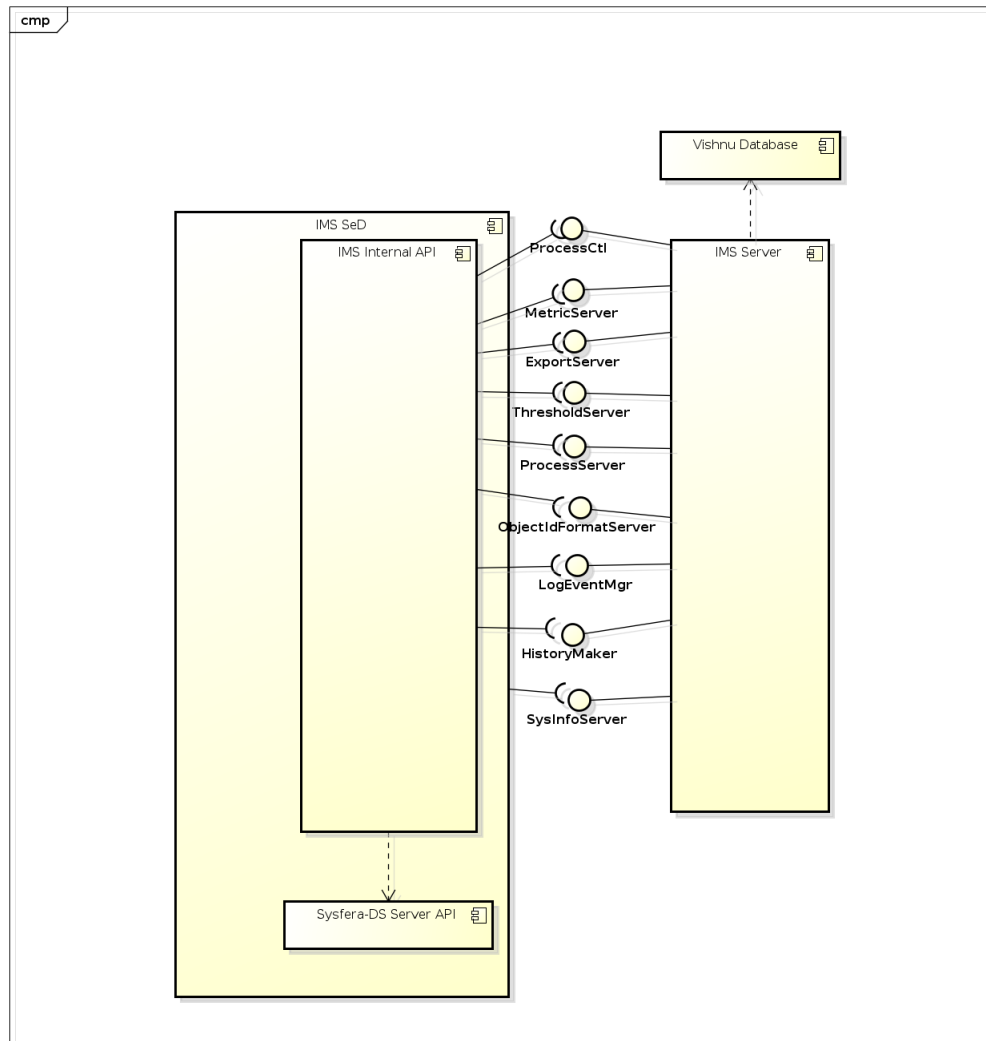 cmp
Vishnu Database
IMS SeD
IMS Internal API
IMS Server
ProcessCtl
MetricServer
ExportServer
ThresholdServer
ProcessServer
ObjectIdFormatServer
LogEventMgr
HistoryMaker
SysInfoServer
Sysfera-DS Server API